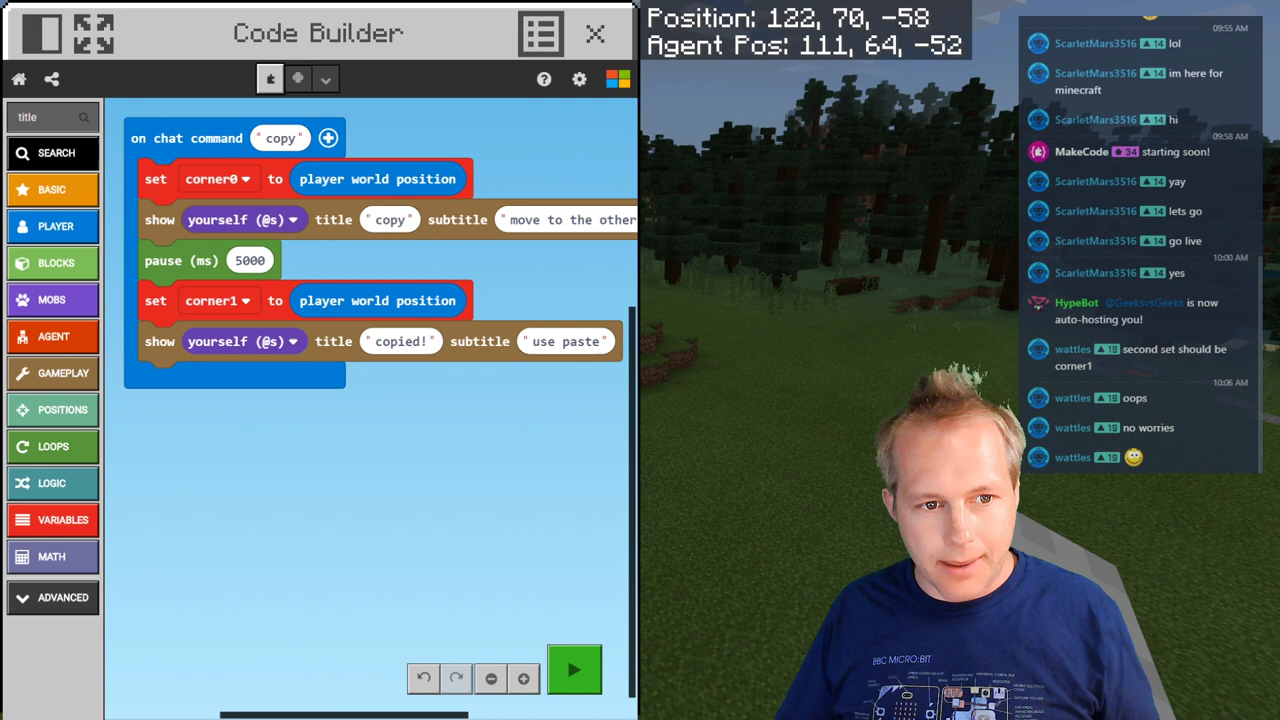 Code Builder
title
SEARCH
BASIC
PLAYER
BLOCKS
MOBS
AGENT
GAMEPLAY
POSITIONS
LOOPS
LOGIC
VARIABLES
MATH
ADVANCED
on chat command "copy"
set corner0 to player world position
show yourself (@s) title "copy" subtitle "move to the other
pause (ms) 5000
set corner1 to player world position
show yourself (@s) title "copied!" subtitle "use paste"
Position: 122, 70, -58
Agent Pos: 111, 64, -52
09:55 AM
ScarletMars3516 14 lol
ScarletMars3516 14 im here for
minecraft
ScarletMars3516 14 hi
09:58 AM
MakeCode 34 starting soon!
ScarletMars3516 14 yay
ScarletMars3516 14 lets go
ScarletMars3516 14 go live
10:00 AM
ScarletMars3516 14 yes
HypeBot @GeeksvsGeeks is now
auto-hosting you!
wattles 19 second set should be
corner1
10:06 AM
wattles 19 oops
wattles 19 no worries
wattles 19
BBC MICRO:BIT